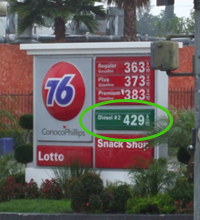 Regular 363
Plus 373
Premium 383
76
Diesel #2 429
ConocoPhillips
Lotto Snack Shop